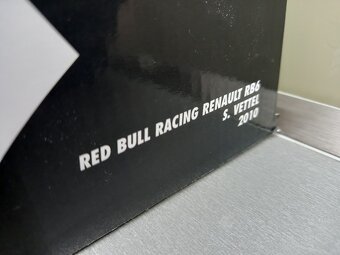 RED BULL RACING RENAULT RB6
S. VETTEL
2010